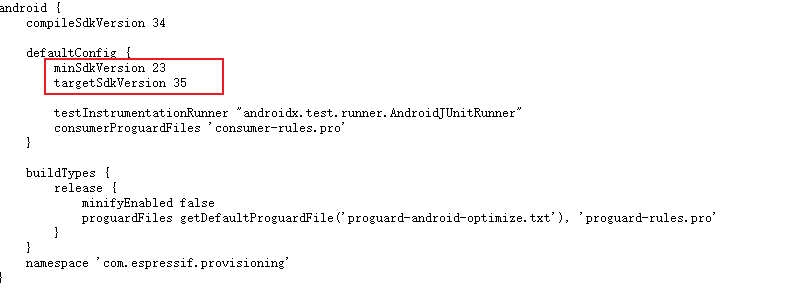 android {
    compileSdkVersion 34
    defaultConfig {
        minSdkVersion 23
        targetSdkVersion 35
        testInstrumentationRunner "androidx.test.runner.AndroidJUnitRunner"
        consumerProguardFiles 'consumer-rules.pro'
    }
    buildTypes {
        release {
            minifyEnabled false
            proguardFiles getDefaultProguardFile('proguard-android-optimize.txt'), 'proguard-rules.pro'
        }
    }
    namespace 'com.espressif.provisioning'
}